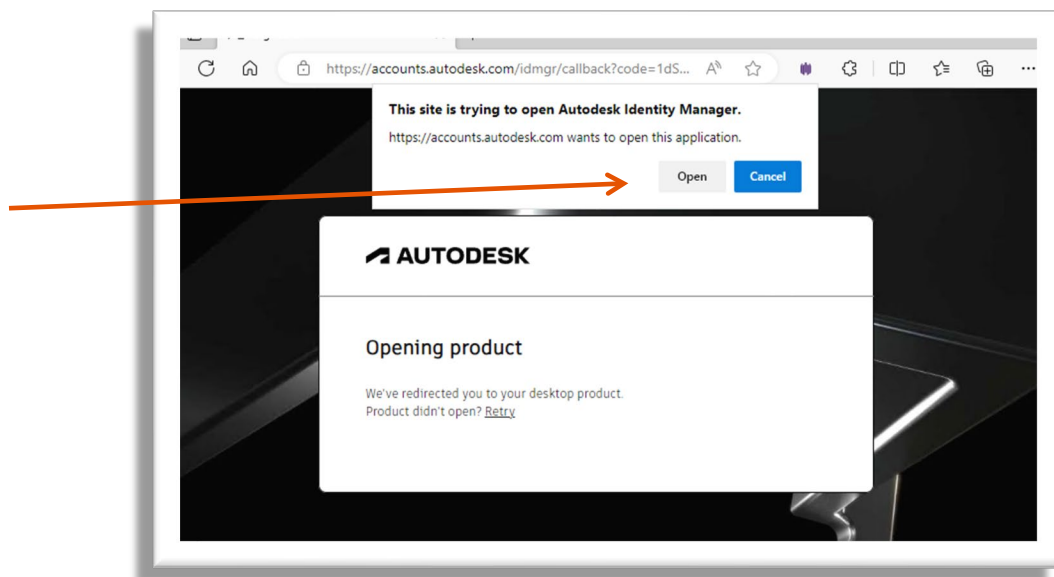 https://accounts.autodesk.com/idmgr/callback?code=1dS...
This site is trying to open Autodesk Identity Manager.
https://accounts.autodesk.com wants to open this application.
Open Cancel
AUTODESK
Opening product
We've redirected you to your desktop product.
Product didn't open? Retry